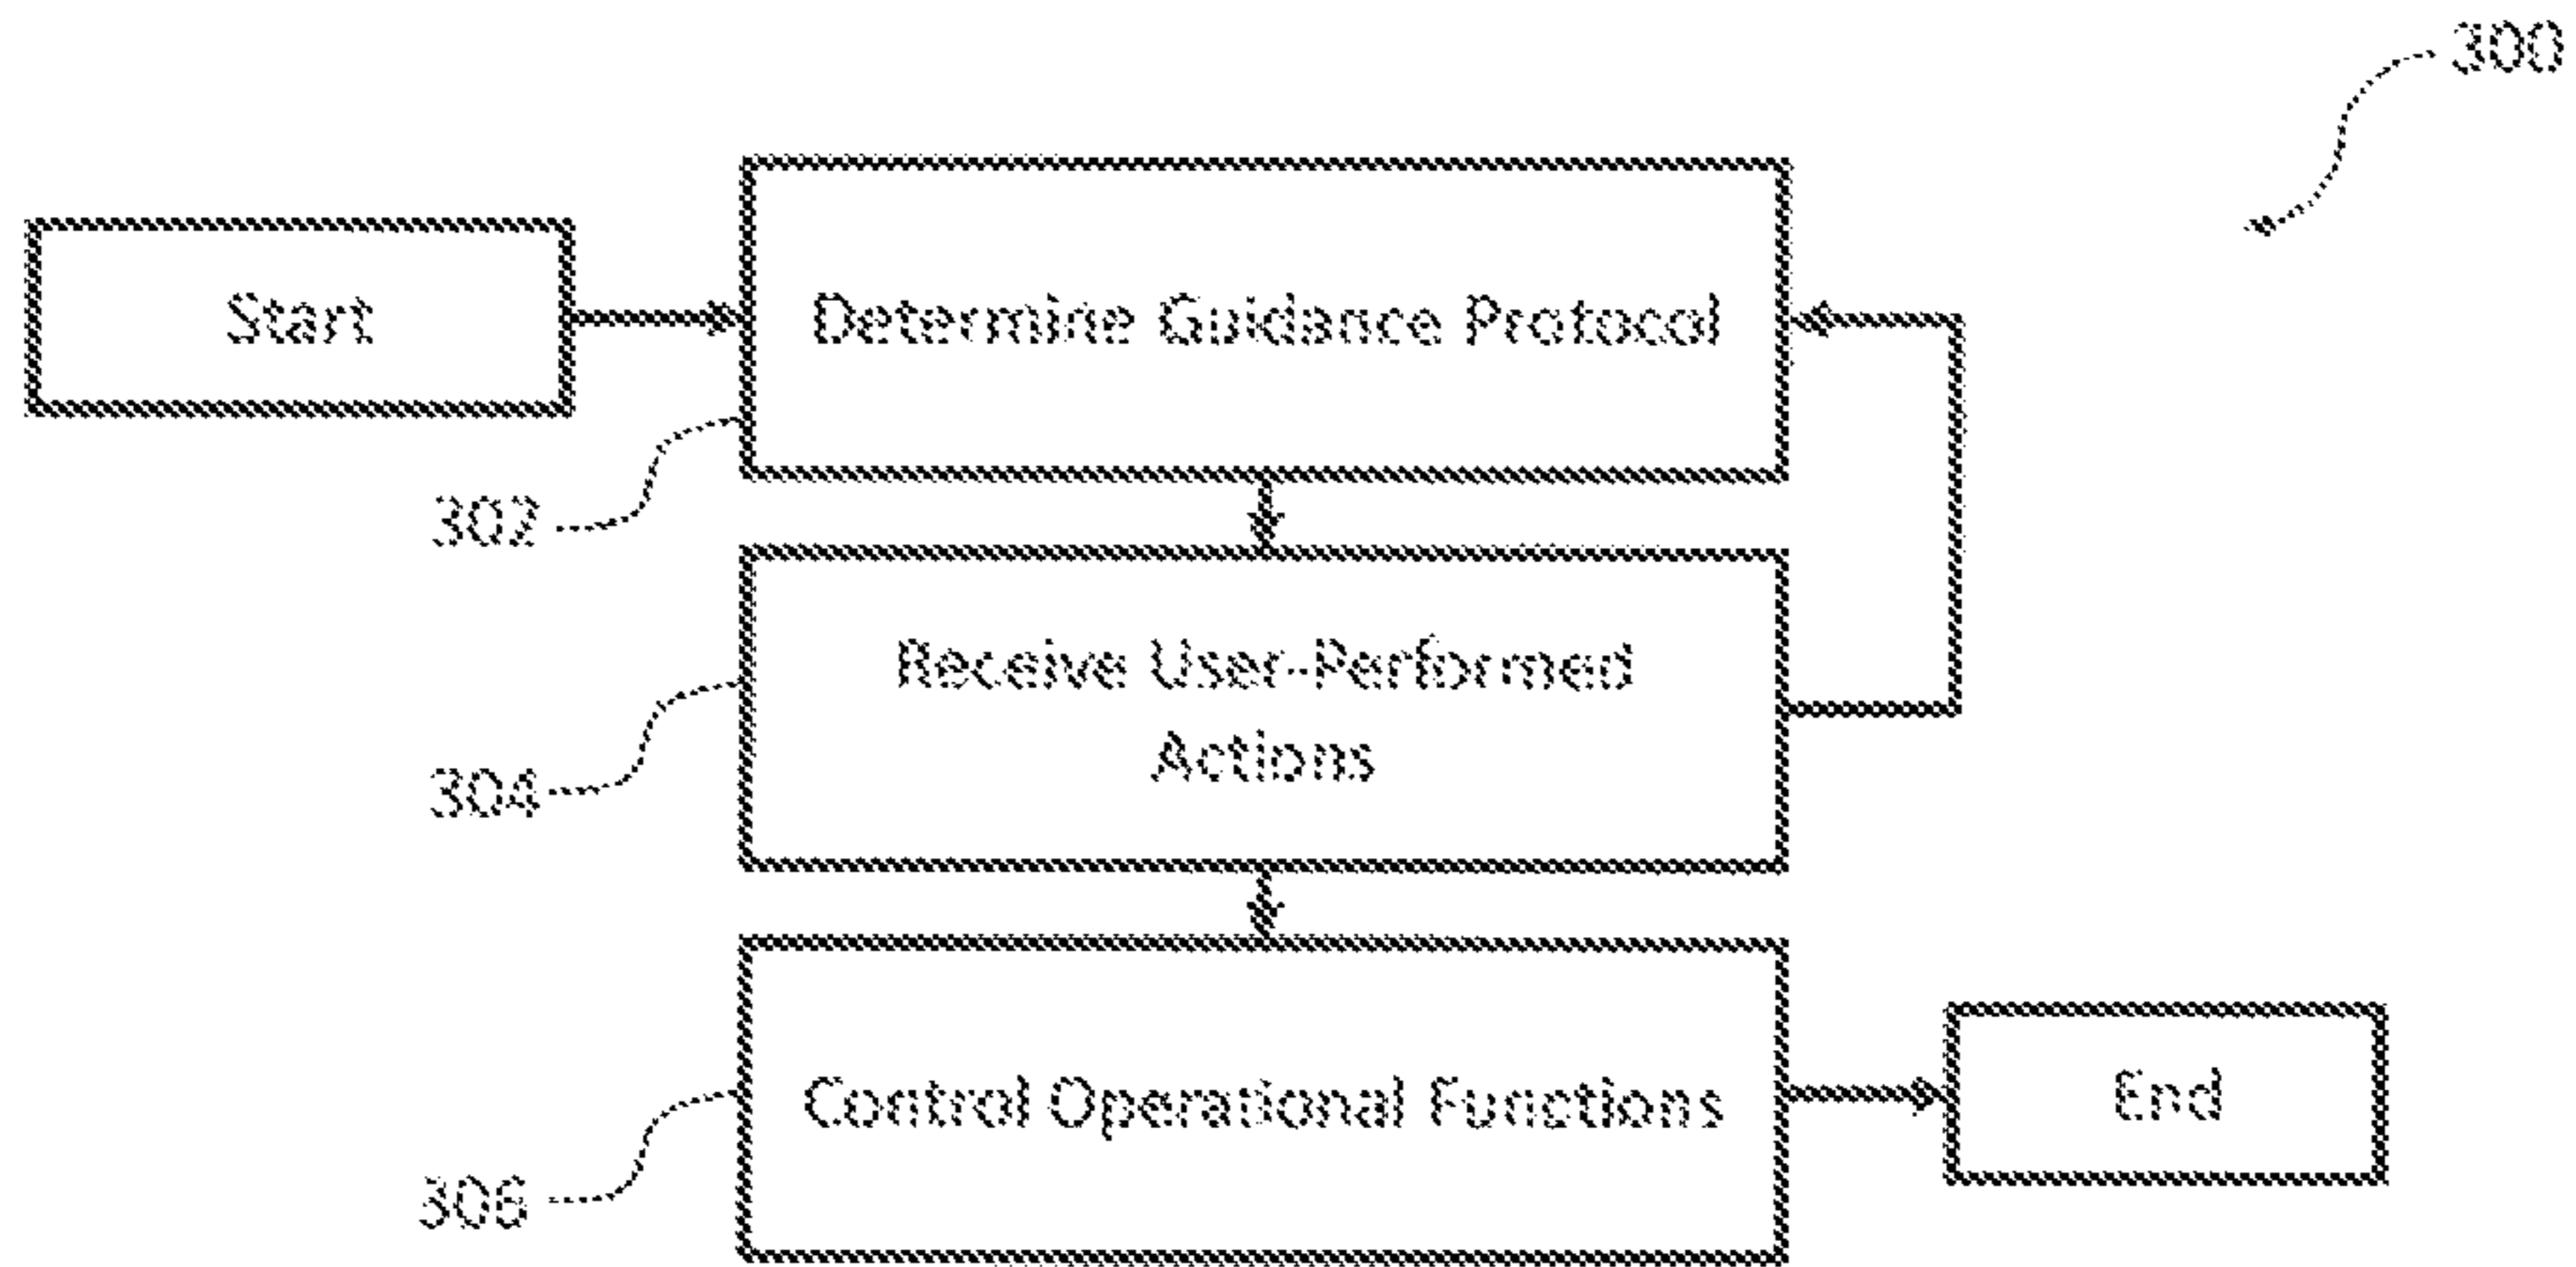 300
Start
Determine Guidance Protocol
302
Receive User-Performed
Actions
304
Control Operational Functions
End
306